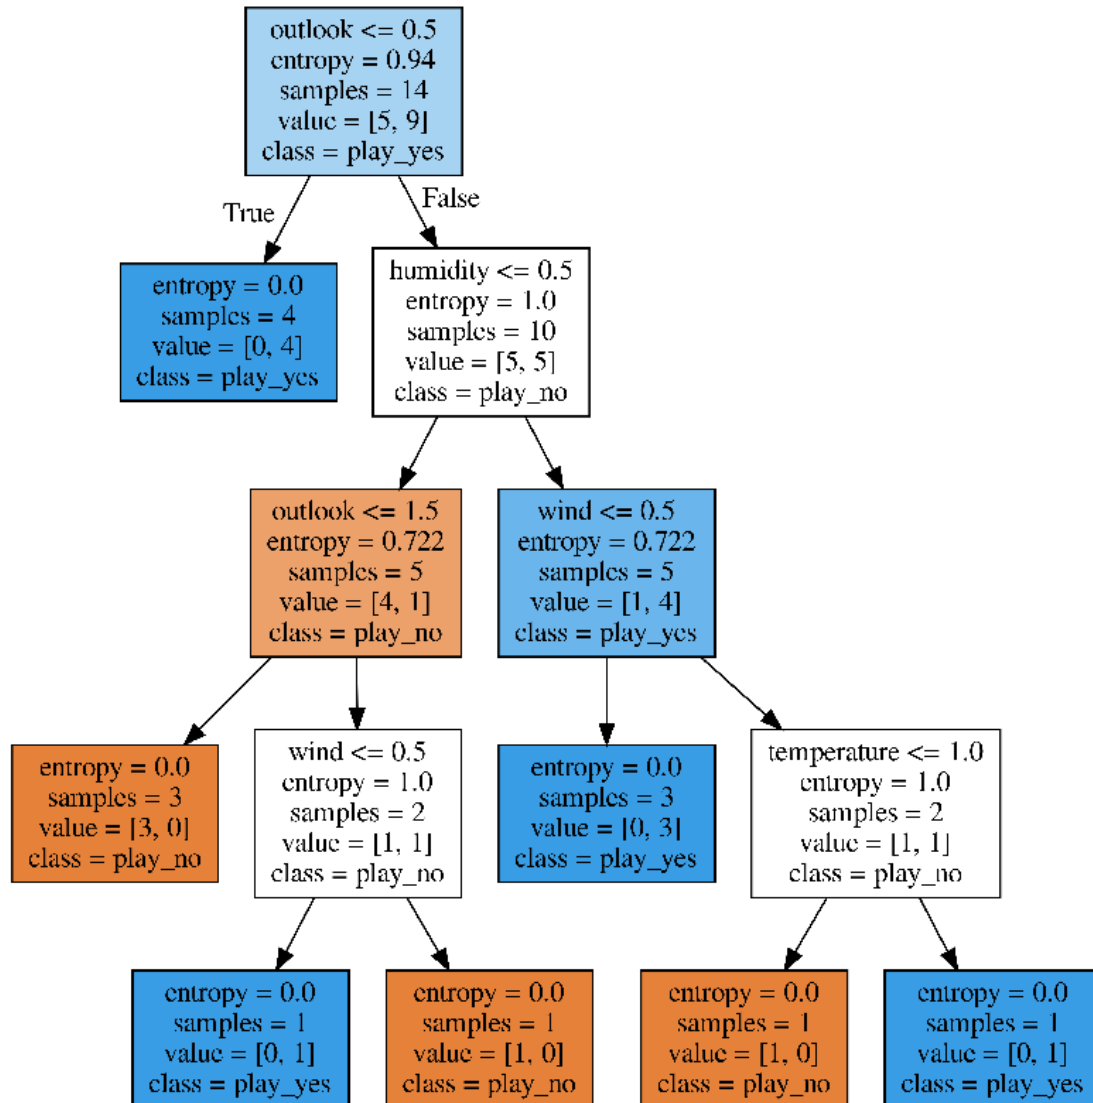 outlook <= 0.5
entropy = 0.94
samples = 14
value = [5, 9]
class = play_yes
True
False
entropy = 0.0
samples = 4
value = [0, 4]
class = play_yes
humidity <= 0.5
entropy = 1.0
samples = 10
value = [5, 5]
class = play_no
outlook <= 1.5
entropy = 0.722
samples = 5
value = [4, 1]
class = play_no
wind <= 0.5
entropy = 0.722
samples = 5
value = [1, 4]
class = play_yes
entropy = 0.0
samples = 3
value = [3, 0]
class = play_no
wind <= 0.5
entropy = 1.0
samples = 2
value = [1, 1]
class = play_no
entropy = 0.0
samples = 3
value = [0, 3]
class = play_yes
temperature <= 1.0
entropy = 1.0
samples = 2
value = [1, 1]
class = play_no
entropy = 0.0
samples = 1
value = [0, 1]
class = play_yes
entropy = 0.0
samples = 1
value = [1, 0]
class = play_no
entropy = 0.0
samples = 1
value = [1, 0]
class = play_no
entropy = 0.0
samples = 1
value = [0, 1]
class = play_yes